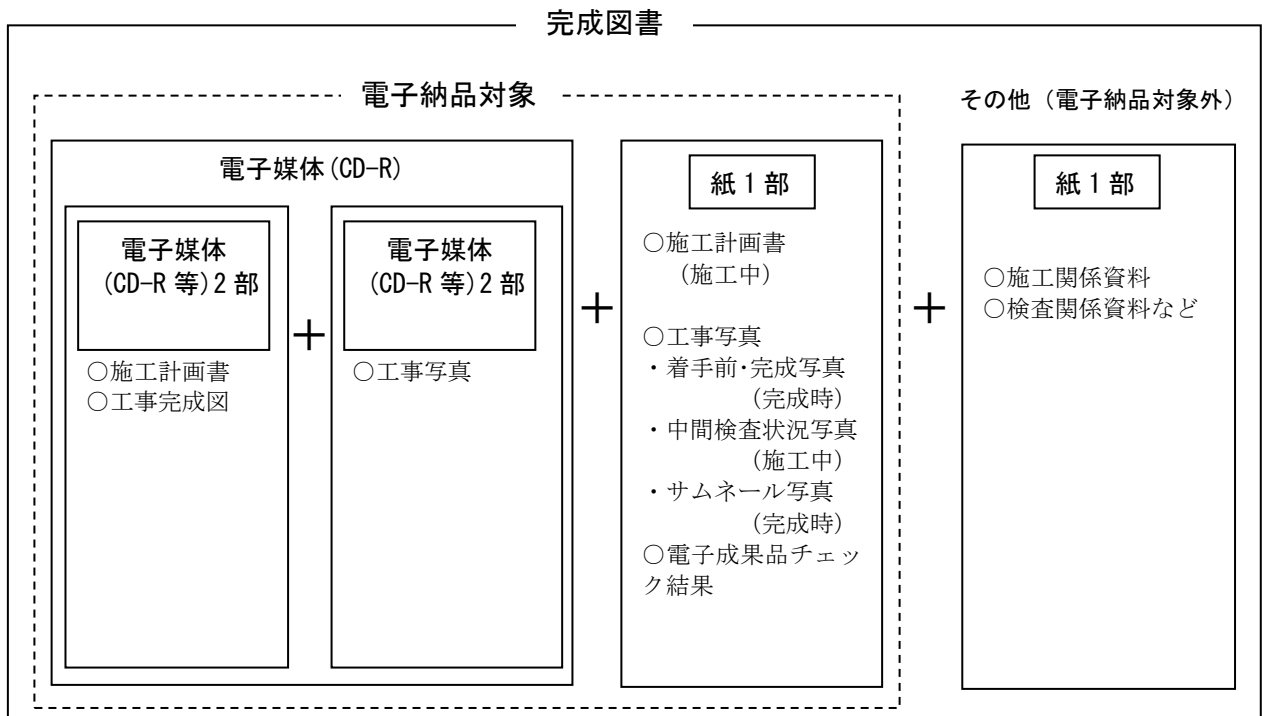 完成図書
電子納品対象
その他（電子納品対象外）
電子媒体(CD-R)
電子媒体
(CD-R 等)2 部
○施工計画書
○工事完成図
＋
電子媒体
(CD-R 等)2 部
○工事写真
＋
紙 1 部
○施工計画書
（施工中）
○工事写真
・着手前･完成写真
（完成時）
・中間検査状況写真
（施工中）
・サムネール写真
（完成時）
○電子成果品チェッ
ク結果
＋
紙 1 部
○施工関係資料
○検査関係資料など